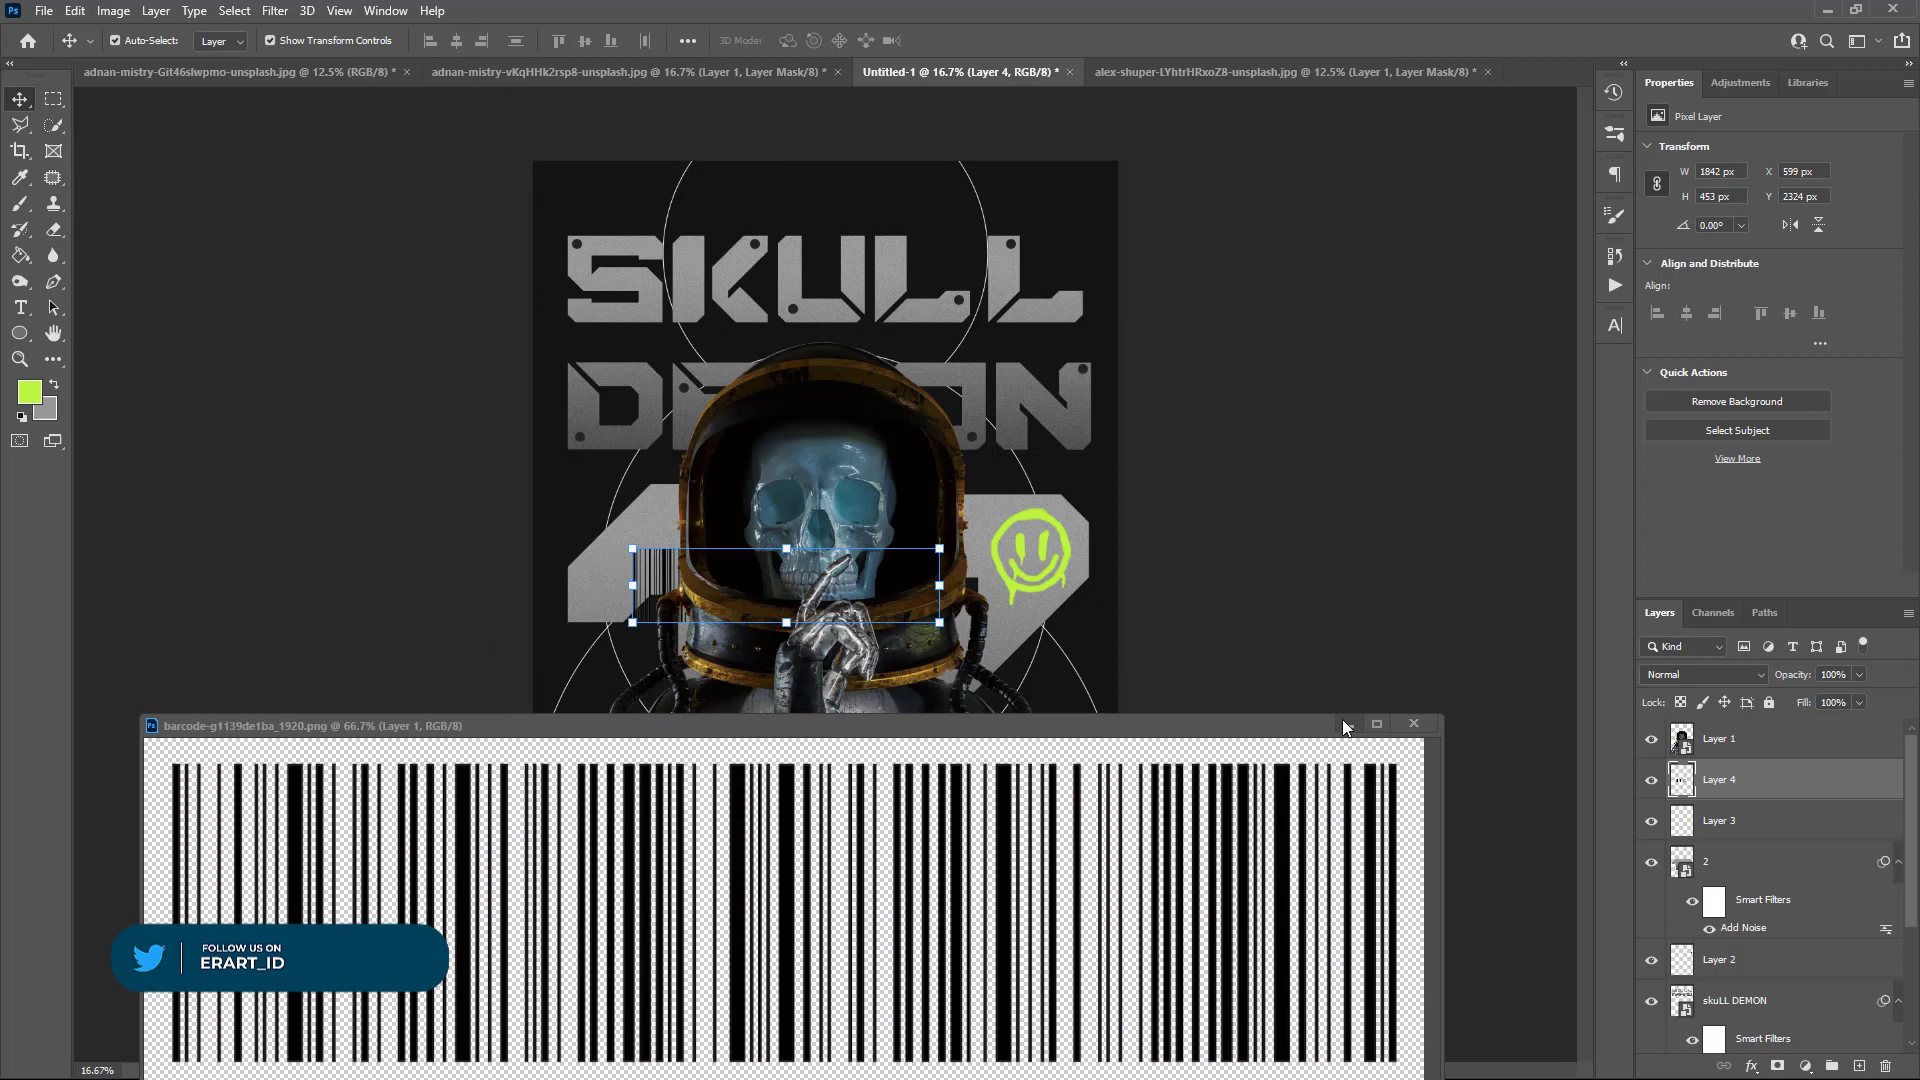 Ps File Edit Image Layer Type Select Filter 3D View Window Help
Auto-Select: Layer Show Transform Controls 3D Mode:
adnan-mistry-Git46slwpmo-unsplash.jpg @ 12.5% (RGB/8) *
adnan-mistry-vKqHHk2rsp8-unsplash.jpg @ 16.7% (Layer 1, Layer Mask/8) *
Untitled-1 @ 16.7% (Layer 4, RGB/8) *
alex-shuper-LYhtrHRxoZ8-unsplash.jpg @ 12.5% (Layer 1, Layer Mask/8) *
Properties Adjustments Libraries
Pixel Layer
Transform
W 1842 px X 599 px
H 453 px Y 2324 px
0.00°
Align and Distribute
Align:
Quick Actions
Remove Background
Select Subject
View More
SKULL
Layers Channels Paths
Kind
Normal Opacity: 100%
Lock: Fill: 100%
Layer 1
Layer 4
Layer 3
2
Smart Filters
Add Noise
Layer 2
skuLL DEMON
Smart Filters
Ps barcode-g1139de1ba_1920.png @ 66.7% (Layer 1, RGB/8)
FOLLOW US ON
ERART_ID
16.67%